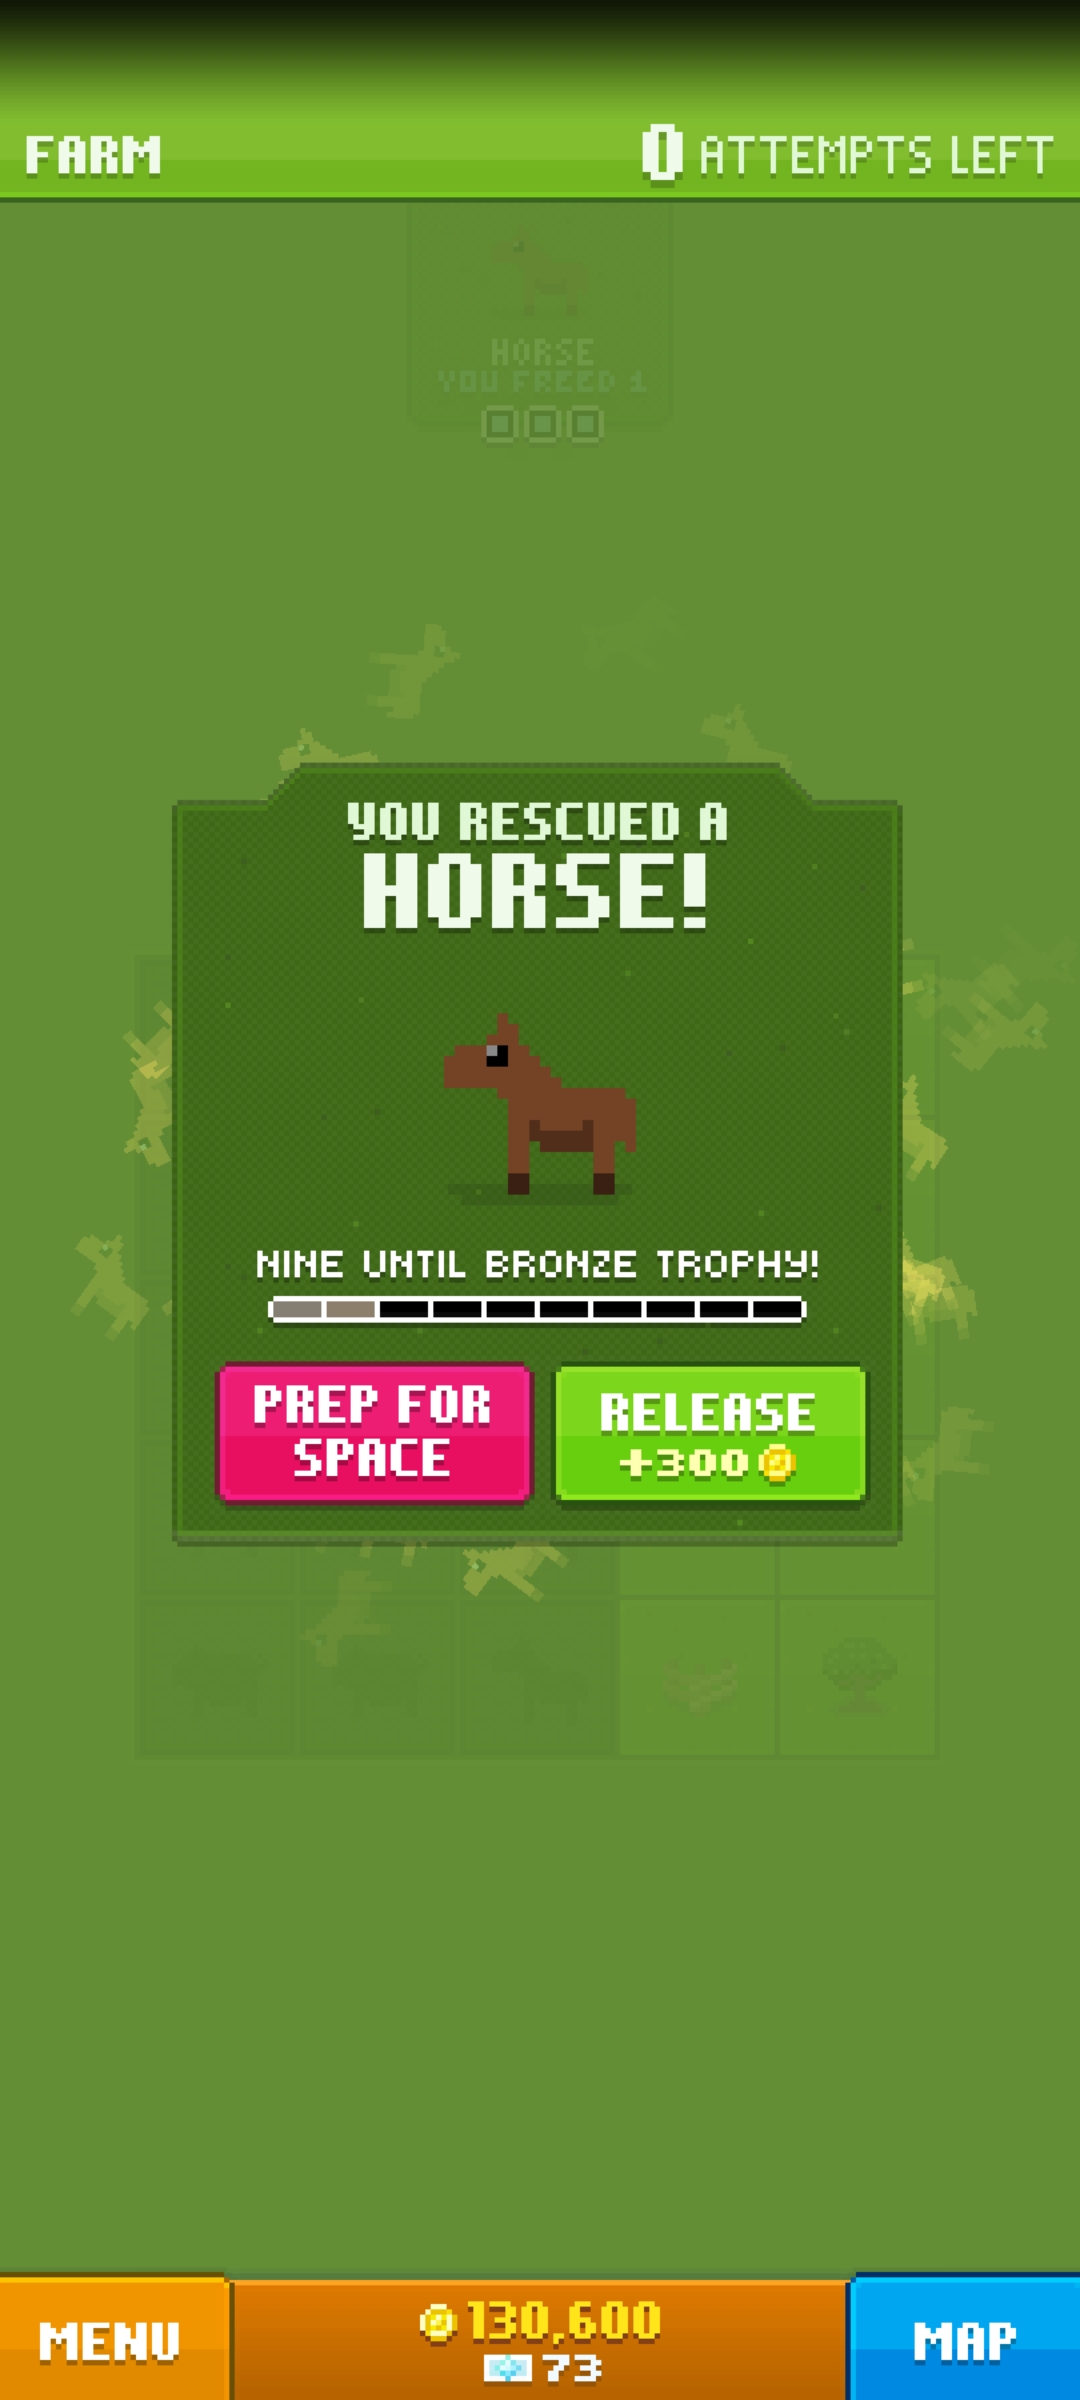 FARM
0 ATTEMPTS LEFT
HORSE
YOU FREED 1
YOU RESCUED A
HORSE!
NINE UNTIL BRONZE TROPHY!
PREP FOR
SPACE
RELEASE
+300
MENU
130,600
73
MAP